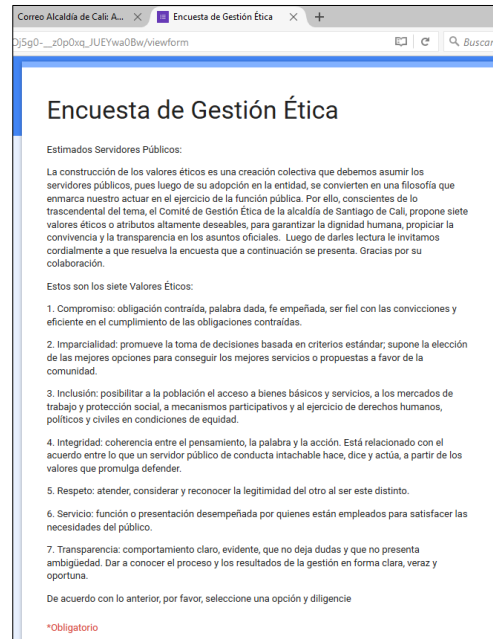 Correo Alcaldía de Cali: A...
Encuesta de Gestión Ética
Dj5g0-__z0p0xq_JUEYwa0Bw/viewform
Buscar
Encuesta de Gestión Ética
Estimados Servidores Públicos:
La construcción de los valores éticos es una creación colectiva que debemos asumir los
servidores públicos, pues luego de su adopción en la entidad, se convierten en una filosofía que
enmarca nuestro actuar en el ejercicio de la función pública. Por ello, conscientes de lo
trascendental del tema, el Comité de Gestión Ética de la alcaldía de Santiago de Cali, propone siete
valores éticos o atributos altamente deseables, para garantizar la dignidad humana, propiciar la
convivencia y la transparencia en los asuntos oficiales. Luego de darles lectura le invitamos
cordialmente a que resuelva la encuesta que a continuación se presenta. Gracias por su
colaboración.
Estos son los siete Valores Éticos:
1. Compromiso: obligación contraída, palabra dada, fe empeñada, ser fiel con las convicciones y
eficiente en el cumplimiento de las obligaciones contraídas.
2. Imparcialidad: promueve la toma de decisiones basada en criterios estándar; supone la elección
de las mejores opciones para conseguir los mejores servicios o propuestas a favor de la
comunidad.
3. Inclusión: posibilitar a la población el acceso a bienes básicos y servicios, a los mercados de
trabajo y protección social, a mecanismos participativos y al ejercicio de derechos humanos,
políticos y civiles en condiciones de equidad.
4. Integridad: coherencia entre el pensamiento, la palabra y la acción. Está relacionado con el
acuerdo entre lo que un servidor público de conducta intachable hace, dice y actúa, a partir de los
valores que promulga defender.
5. Respeto: atender, considerar y reconocer la legitimidad del otro al ser este distinto.
6. Servicio: función o presentación desempeñada por quienes están empleados para satisfacer las
necesidades del público.
7. Transparencia: comportamiento claro, evidente, que no deja dudas y que no presenta
ambigüedad. Dar a conocer el proceso y los resultados de la gestión en forma clara, veraz y
oportuna.
De acuerdo con lo anterior, por favor, seleccione una opción y diligencie
*Obligatorio